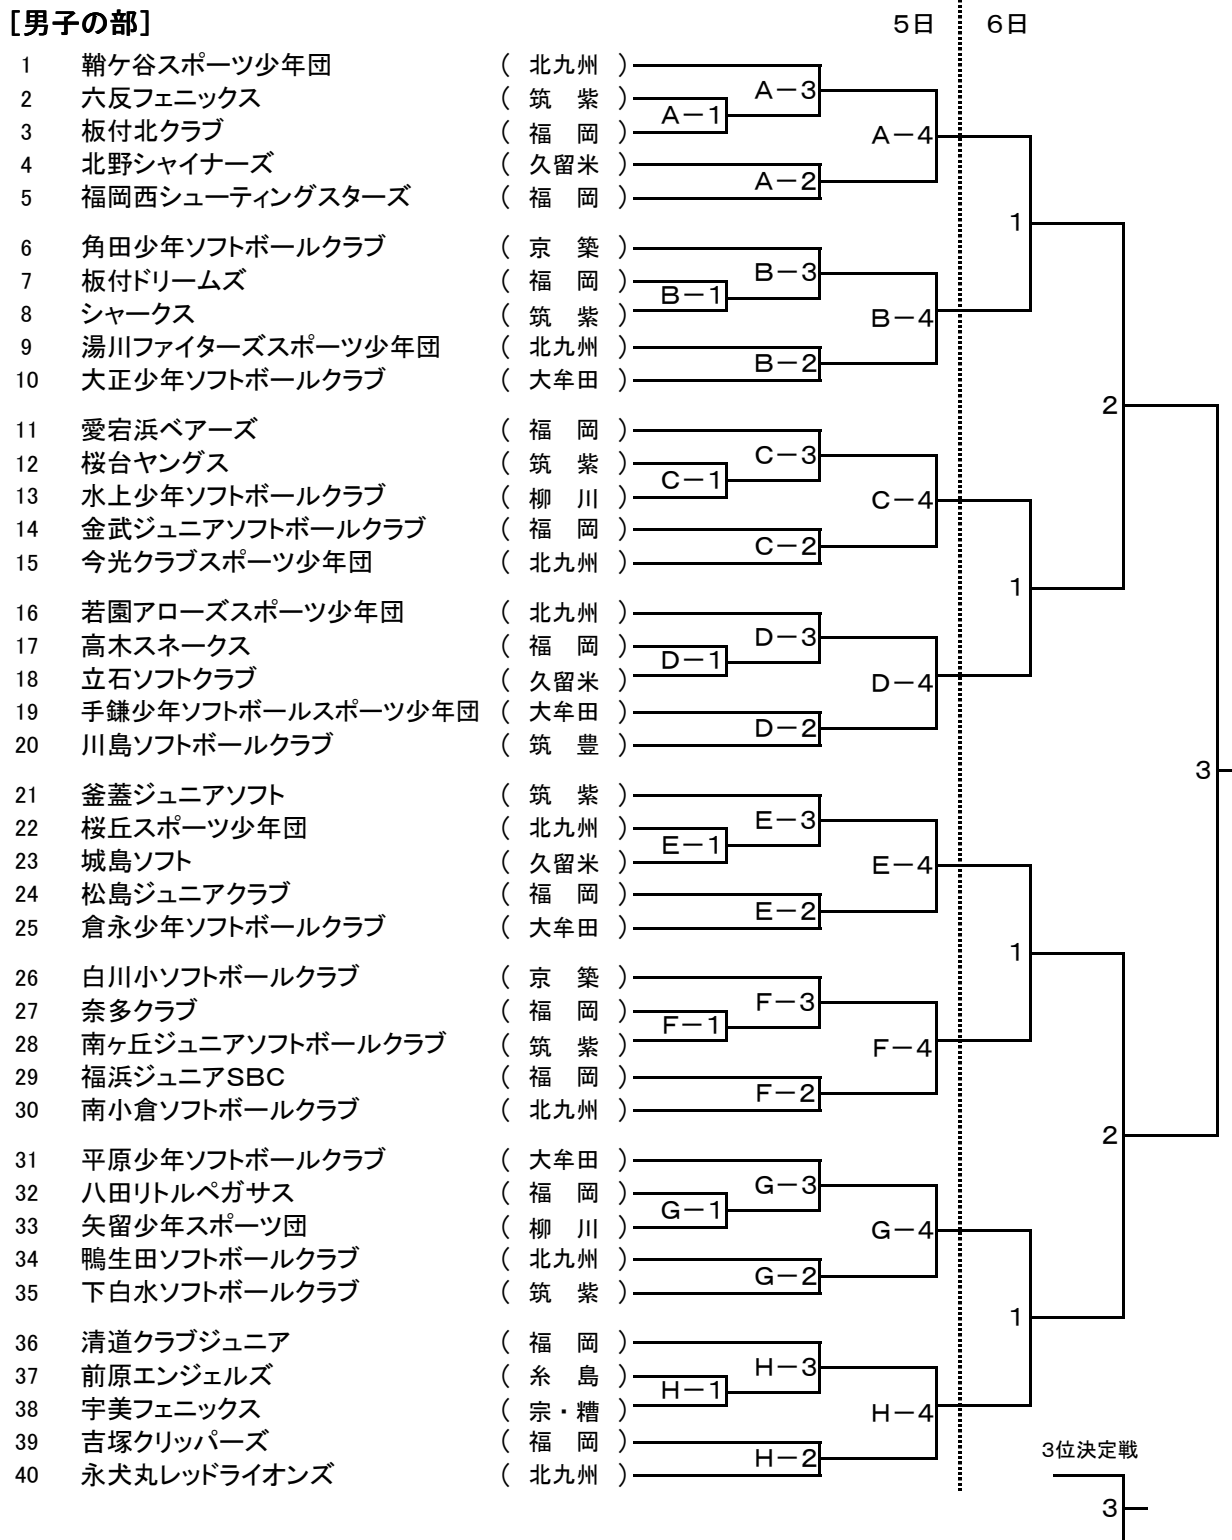 [男子の部] 5日 6日
1 鞘ケ谷スポーツ少年団 ( 北九州 )
A－3
2 六反フェニックス ( 筑 紫 )
A－1
3 板付北クラブ ( 福 岡 )
A－4
4 北野シャイナーズ ( 久留米 )
A－2
5 福岡西シューティングスターズ ( 福 岡 )
1
6 角田少年ソフトボールクラブ ( 京 築 )
B－3
7 板付ドリームズ ( 福 岡 )
B－1
8 シャークス ( 筑 紫 )
B－4
9 湯川ファイターズスポーツ少年団 ( 北九州 )
B－2
10 大正少年ソフトボールクラブ ( 大牟田 )
2
11 愛宕浜ベアーズ ( 福 岡 )
C－3
12 桜台ヤングス ( 筑 紫 )
C－1
13 水上少年ソフトボールクラブ ( 柳 川 )
C－4
14 金武ジュニアソフトボールクラブ ( 福 岡 )
C－2
15 今光クラブスポーツ少年団 ( 北九州 )
1
16 若園アローズスポーツ少年団 ( 北九州 )
D－3
17 高木スネークス ( 福 岡 )
D－1
18 立石ソフトクラブ ( 久留米 )
D－4
19 手鎌少年ソフトボールスポーツ少年団 ( 大牟田 )
D－2
20 川島ソフトボールクラブ ( 筑 豊 )
3
21 釜蓋ジュニアソフト ( 筑 紫 )
E－3
22 桜丘スポーツ少年団 ( 北九州 )
E－1
23 城島ソフト ( 久留米 )
E－4
24 松島ジュニアクラブ ( 福 岡 )
E－2
25 倉永少年ソフトボールクラブ ( 大牟田 )
1
26 白川小ソフトボールクラブ ( 京 築 )
F－3
27 奈多クラブ ( 福 岡 )
F－1
28 南ヶ丘ジュニアソフトボールクラブ ( 筑 紫 )
F－4
29 福浜ジュニアSBC ( 福 岡 )
F－2
30 南小倉ソフトボールクラブ ( 北九州 )
2
31 平原少年ソフトボールクラブ ( 大牟田 )
G－3
32 八田リトルペガサス ( 福 岡 )
G－1
33 矢留少年スポーツ団 ( 柳 川 )
G－4
34 鴨生田ソフトボールクラブ ( 北九州 )
G－2
35 下白水ソフトボールクラブ ( 筑 紫 )
1
36 清道クラブジュニア ( 福 岡 )
H－3
37 前原エンジェルズ ( 糸 島 )
H－1
38 宇美フェニックス ( 宗・糟 )
H－4
39 吉塚クリッパーズ ( 福 岡 )
3位決定戦
H－2
40 永犬丸レッドライオンズ ( 北九州 )
3